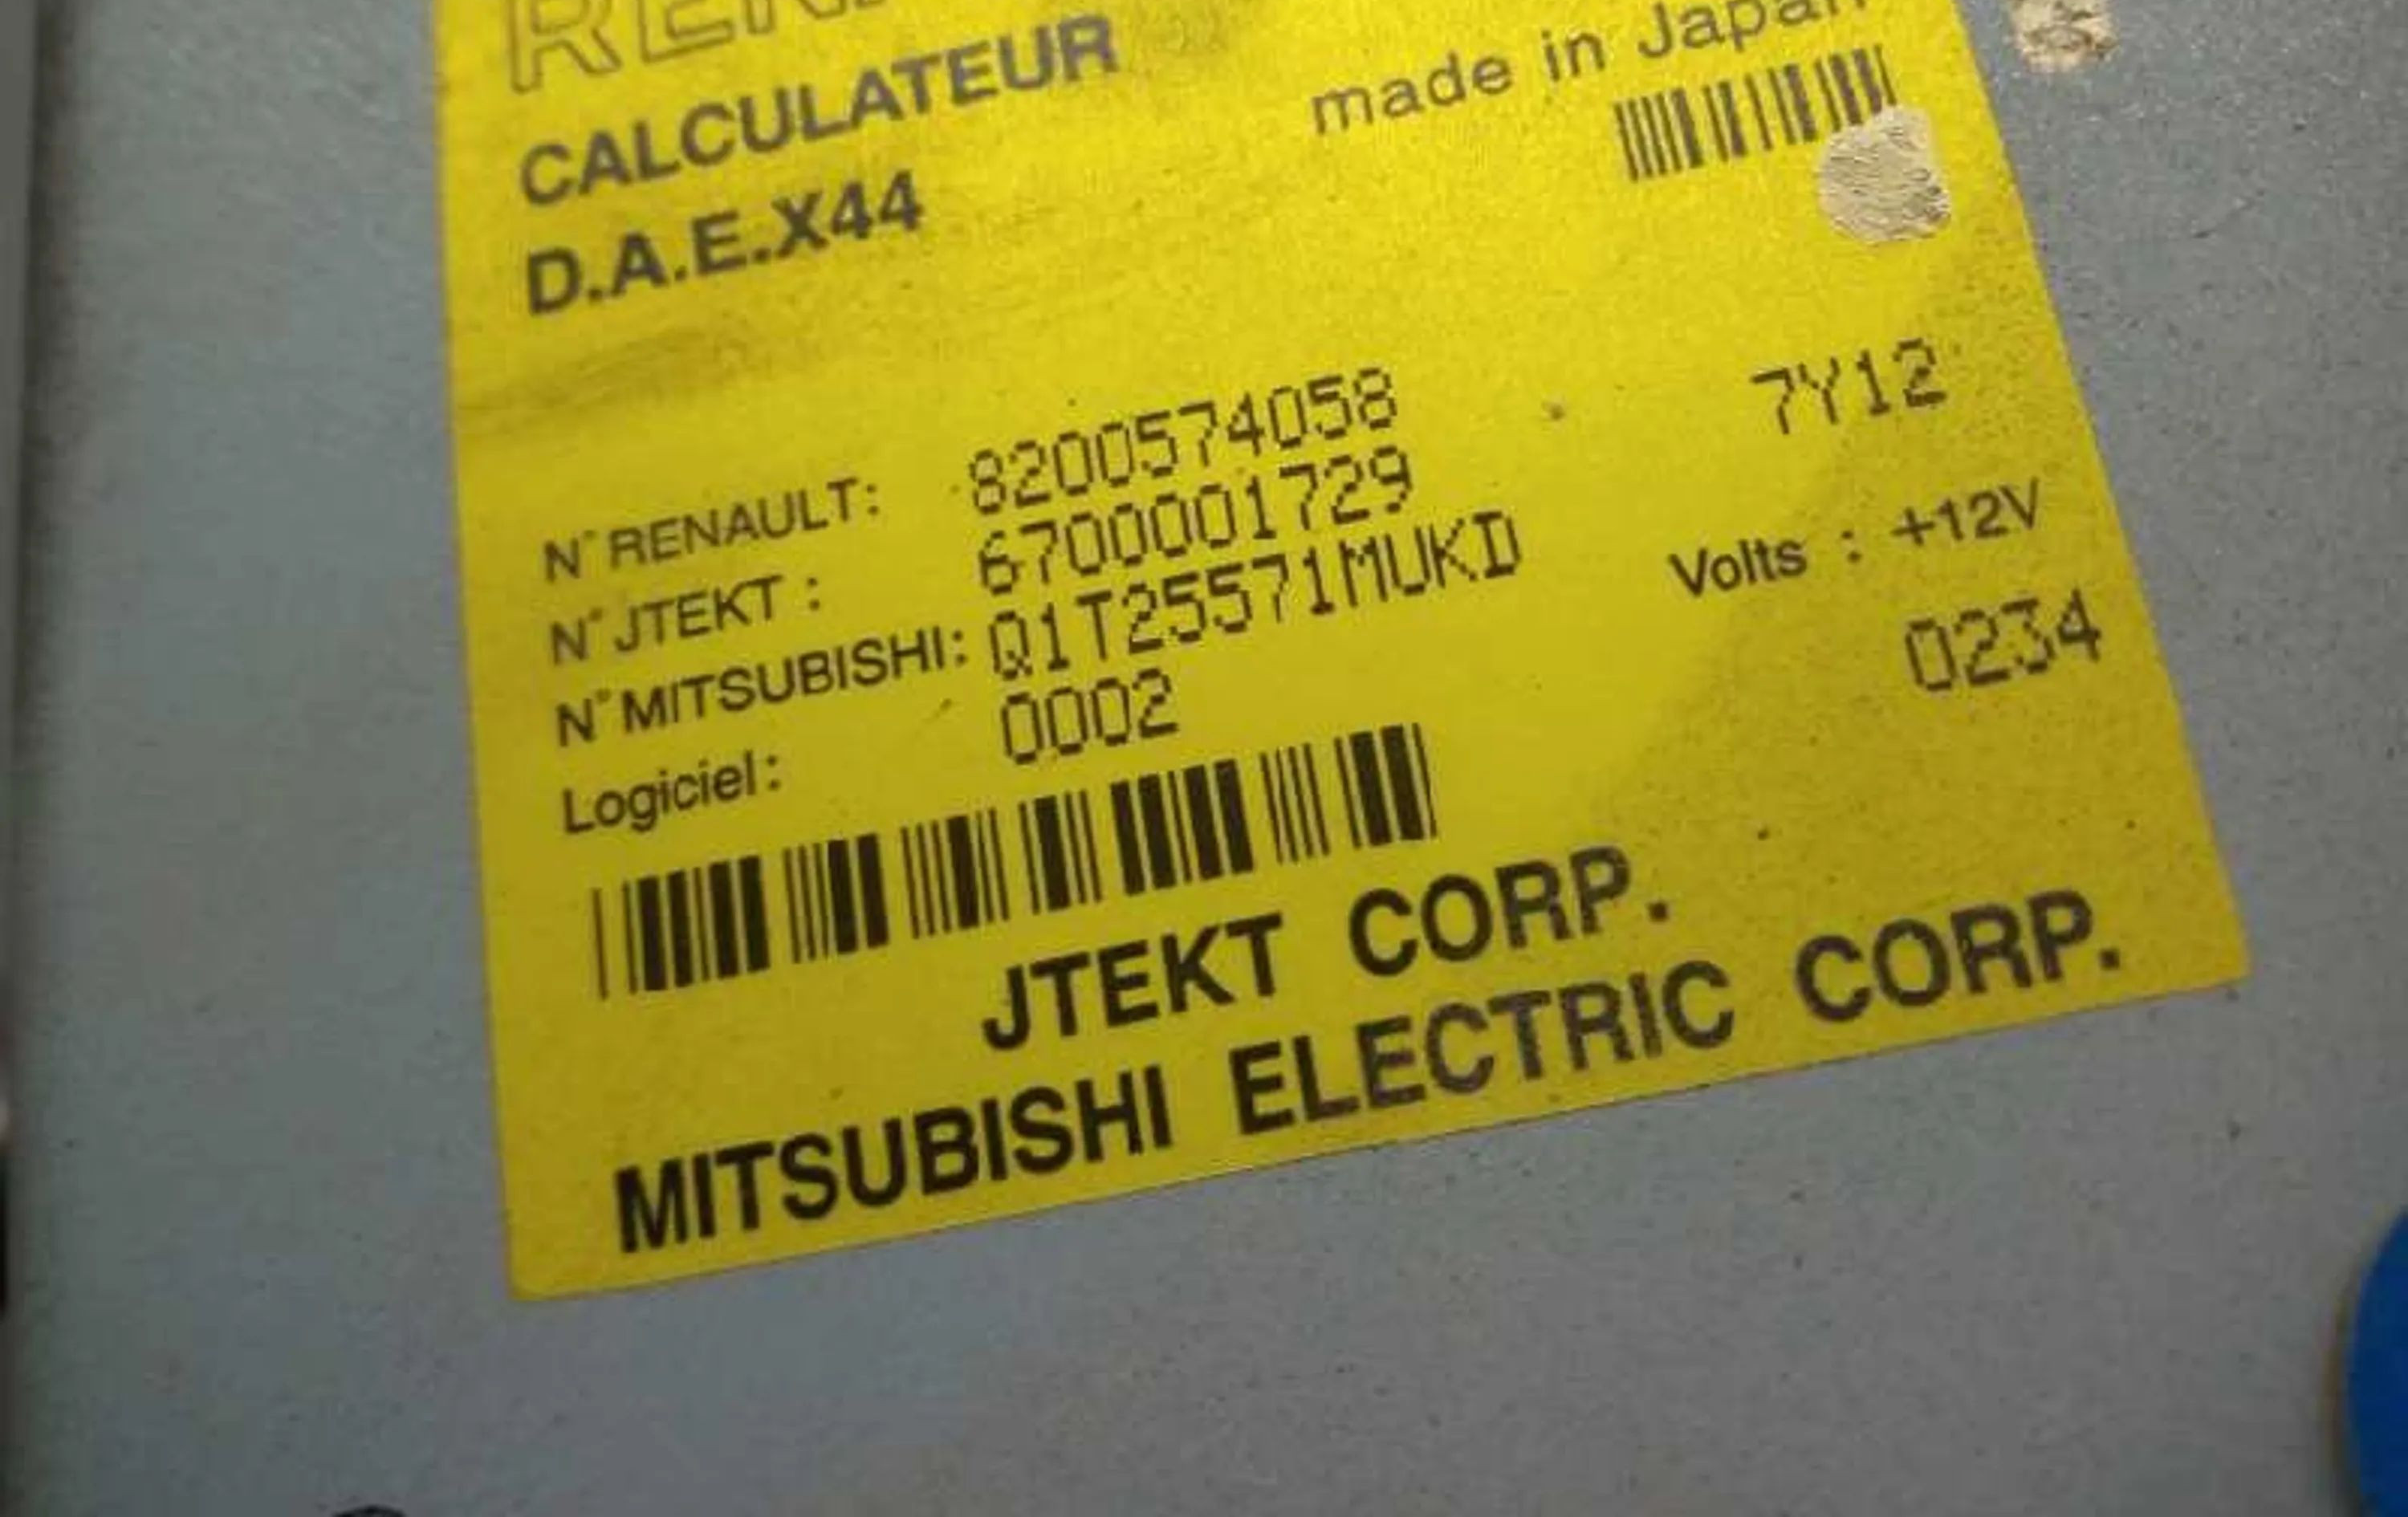 CALCULATEUR
made in Japan
D.A.E.X44
N° RENAULT: 8200574058 7Y12
N° JTEKT : 6700001729
N° MITSUBISHI: Q1T25571MUKD Volts : +12V
Logiciel: 0002 0234
JTEKT CORP.
MITSUBISHI ELECTRIC CORP.